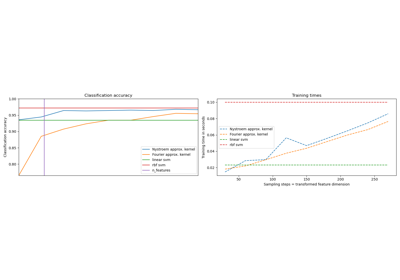 Classification accuracy
1.00
0.95
0.90
0.85
0.80
Classification accuracy
Nystroem approx. kernel
Fourier approx. kernel
linear svm
rbf svm
n_features
Training times
0.10
0.08
0.06
0.04
0.02
Training time in seconds
Nystroem approx. kernel
Fourier approx. kernel
linear svm
rbf svm
50
100
150
200
250
Sampling steps = transformed feature dimension